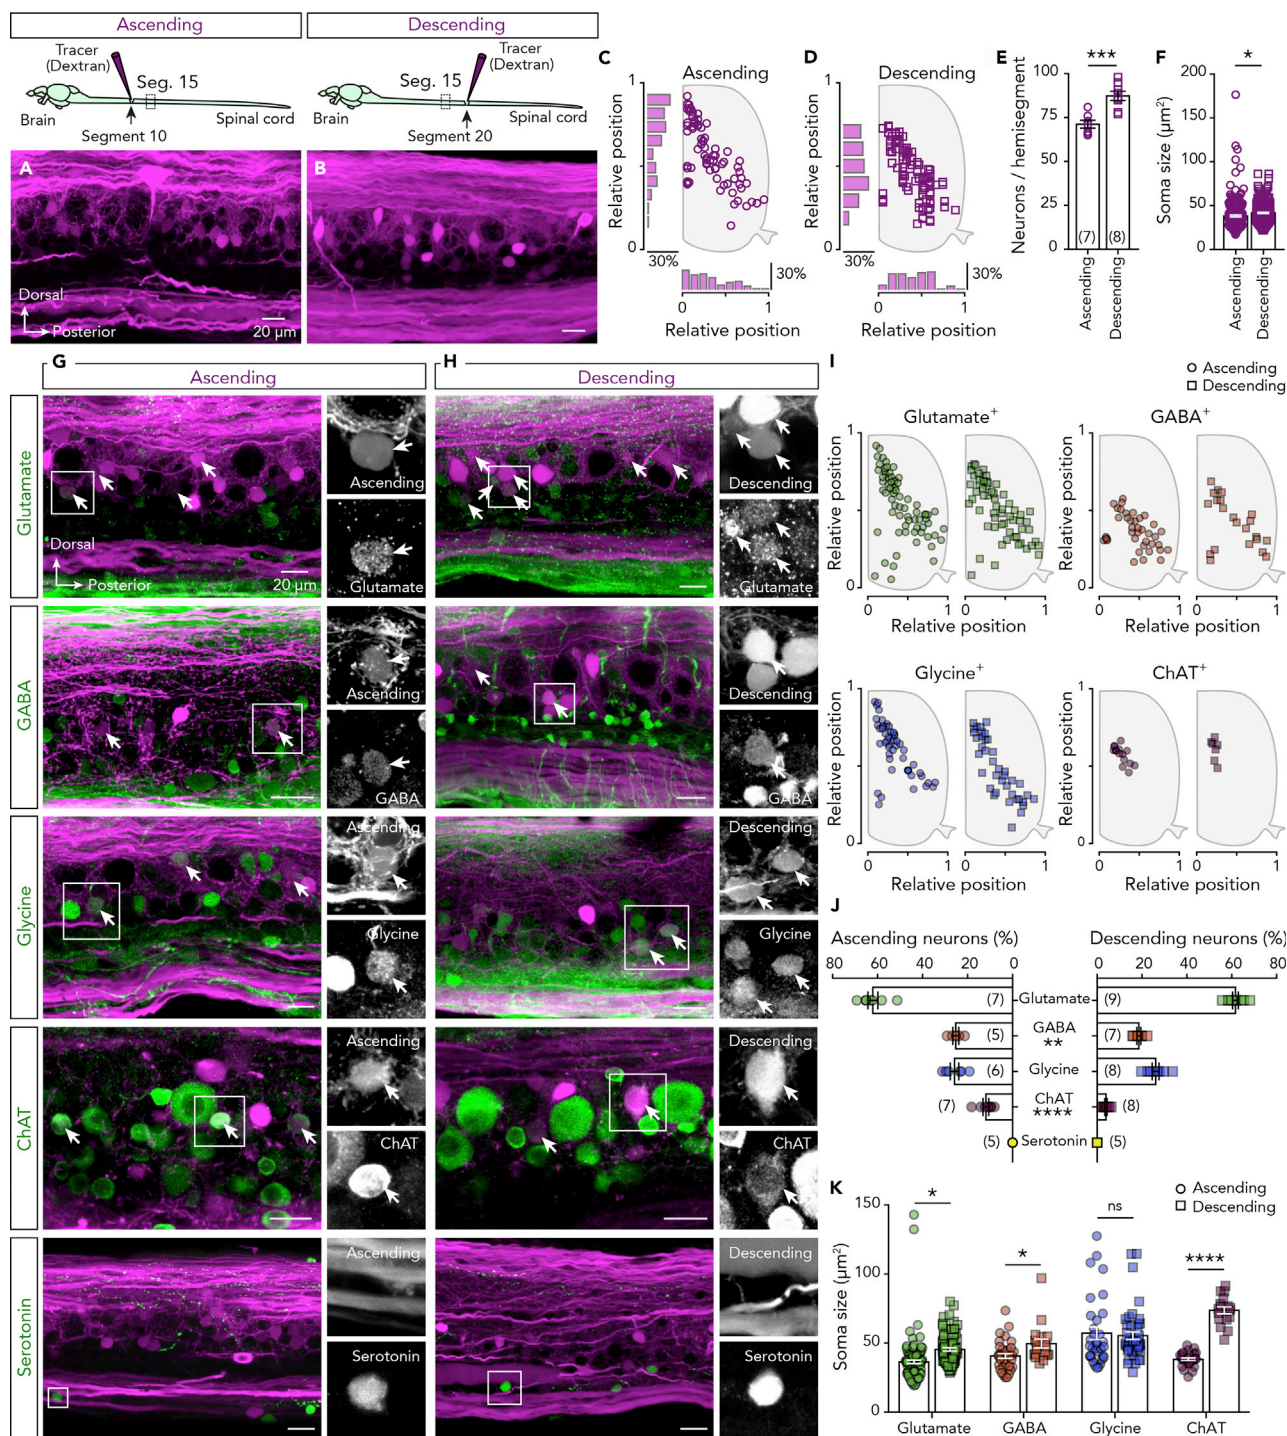 Ascending
Descending
Tracer
(Dextran)
Seg. 15
Brain
Spinal cord
Segment 10
Tracer
(Dextran)
Seg. 15
Brain
Spinal cord
Segment 20
A
Dorsal
Posterior
20 µm
B
C
Ascending
1
Relative position
0
30%
30%
0
1
Relative position
D
Descending
1
Relative position
0
30%
30%
0
1
Relative position
E
***
Neurons / hemisegment
100
75
50
25
0
(7)
(8)
Ascending
Descending
F
*
Soma size (µm²)
200
150
100
50
0
Ascending
Descending
G
Ascending
H
Descending
Glutamate
Dorsal
Posterior
20 µm
Ascending
Glutamate
Descending
Glutamate
GABA
Ascending
GABA
Descending
GABA
Glycine
Ascending
Glycine
Descending
Glycine
ChAT
Ascending
ChAT
Descending
ChAT
Serotonin
Ascending
Serotonin
Descending
Serotonin
I
Ascending
Descending
Glutamate⁺
1
Relative position
0
0
1
0
1
Relative position
GABA⁺
1
Relative position
0
0
1
0
1
Relative position
Glycine⁺
1
Relative position
0
0
1
0
1
Relative position
ChAT⁺
1
Relative position
0
0
1
0
1
Relative position
J
Ascending neurons (%)
Descending neurons (%)
80 60 40 20 0
0 20 40 60 80
(7) Glutamate (9)
(5) GABA (7)
**
(6) Glycine (8)
(7) ChAT (8)
****
(5) Serotonin (5)
K
Ascending
Descending
Soma size (µm²)
150
100
50
0
*
*
ns
****
Glutamate
GABA
Glycine
ChAT